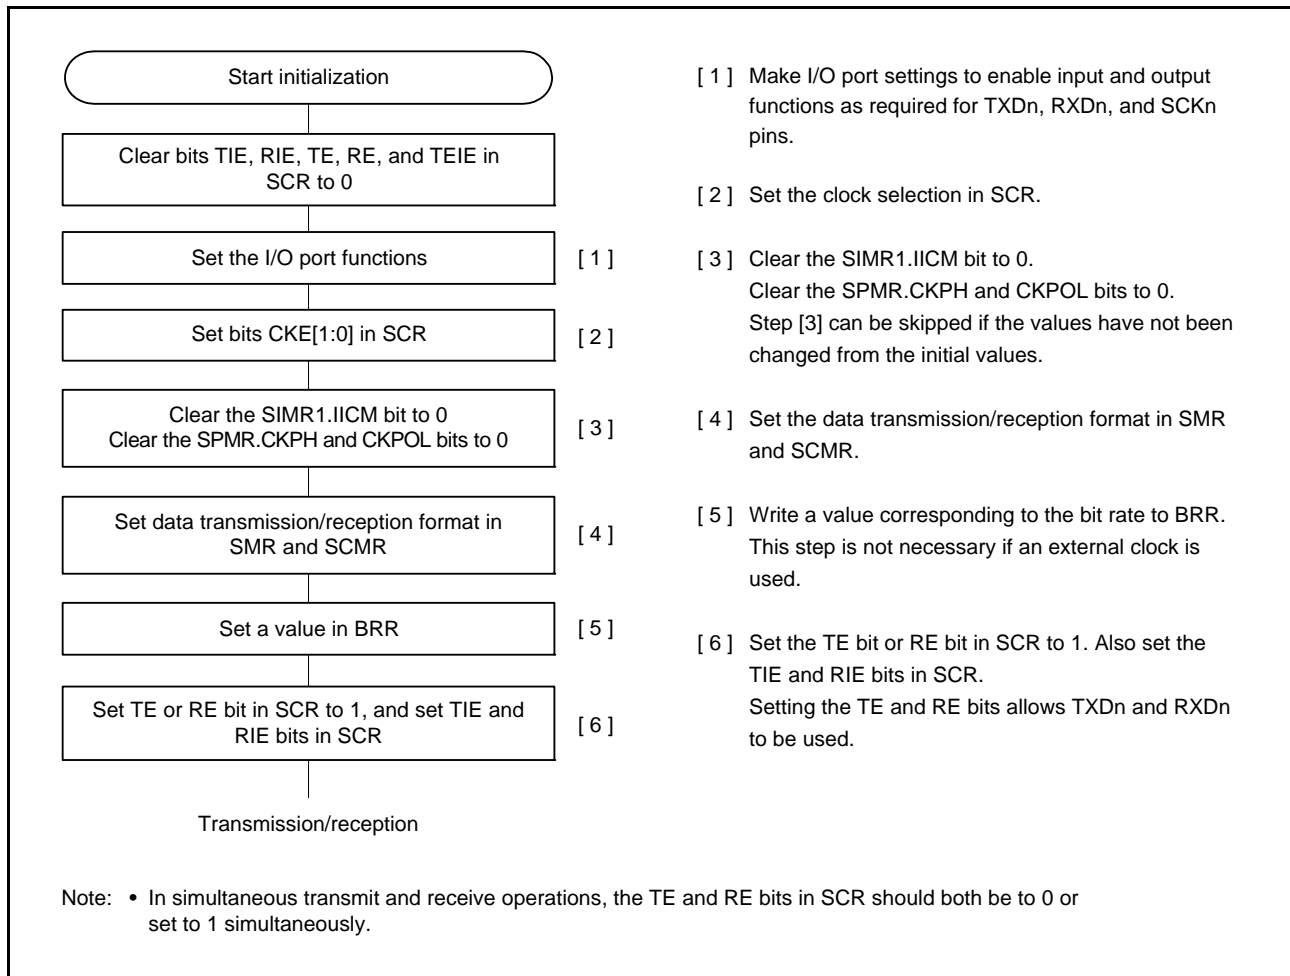 Start initialization
Clear bits TIE, RIE, TE, RE, and TEIE in
SCR to 0
Set the I/O port functions
[ 1 ]
Set bits CKE[1:0] in SCR
[ 2 ]
Clear the SIMR1.IICM bit to 0
Clear the SPMR.CKPH and CKPOL bits to 0
[ 3 ]
Set data transmission/reception format in
SMR and SCMR
[ 4 ]
Set a value in BRR
[ 5 ]
Set TE or RE bit in SCR to 1, and set TIE and
RIE bits in SCR
[ 6 ]
Transmission/reception
[ 1 ] Make I/O port settings to enable input and output
functions as required for TXDn, RXDn, and SCKn
pins.
[ 2 ] Set the clock selection in SCR.
[ 3 ] Clear the SIMR1.IICM bit to 0.
Clear the SPMR.CKPH and CKPOL bits to 0.
Step [3] can be skipped if the values have not been
changed from the initial values.
[ 4 ] Set the data transmission/reception format in SMR
and SCMR.
[ 5 ] Write a value corresponding to the bit rate to BRR.
This step is not necessary if an external clock is
used.
[ 6 ] Set the TE bit or RE bit in SCR to 1. Also set the
TIE and RIE bits in SCR.
Setting the TE and RE bits allows TXDn and RXDn
to be used.
Note: • In simultaneous transmit and receive operations, the TE and RE bits in SCR should both be to 0 or
set to 1 simultaneously.